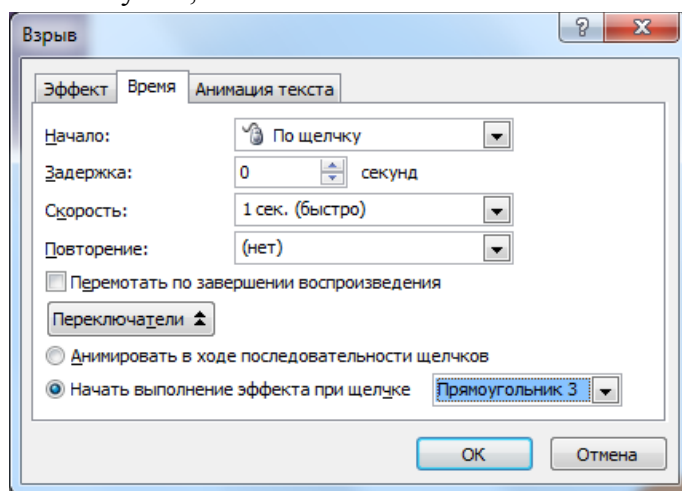 Взрыв
Эффект Время Анимация текста
Начало: По щелчку
Задержка: 0 секунд
Скорость: 1 сек. (быстро)
Повторение: (нет)
Перемотать по завершении воспроизведения
Переключатели
Анимировать в ходе последовательности щелчков
Начать выполнение эффекта при щелчке Прямоугольник 3
ОК Отмена